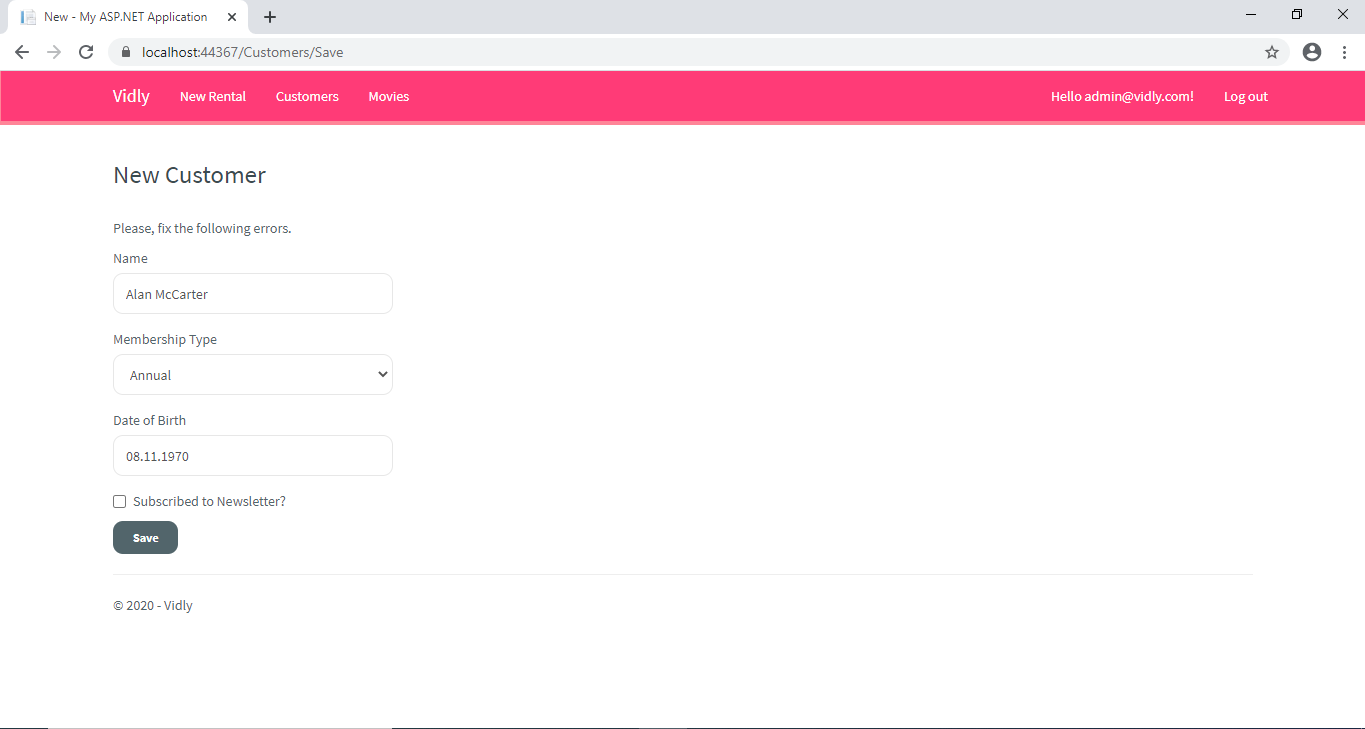 New - My ASP.NET Application
localhost:44367/Customers/Save
Vidly New Rental Customers Movies Hello admin@vidly.com! Log out
New Customer
Please, fix the following errors.
Name
Alan McCarter
Membership Type
Annual
Date of Birth
08.11.1970
Subscribed to Newsletter?
Save
© 2020 - Vidly